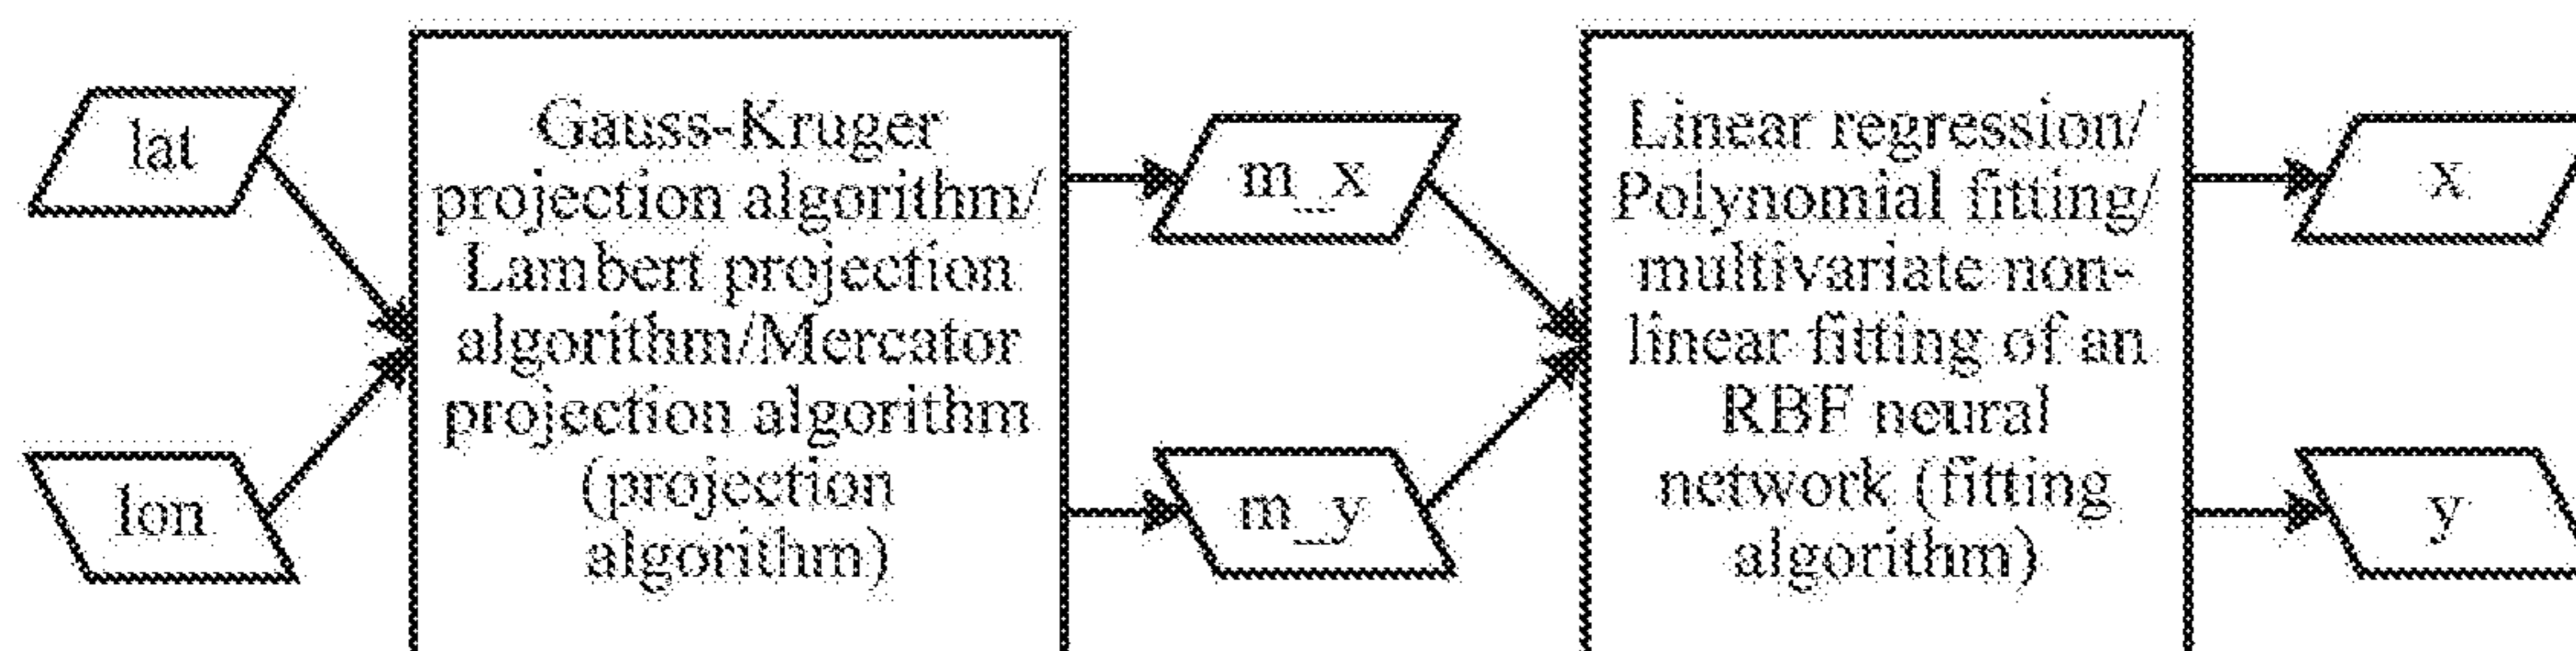 lat
lon
Gauss-Kruger
projection algorithm/
Lambert projection
algorithm/Mercator
projection algorithm
(projection
algorithm)
m_x
m_y
Linear regression/
Polynomial fitting/
multivariate non-
linear fitting of an
RBF neural
network (fitting
algorithm)
x
y